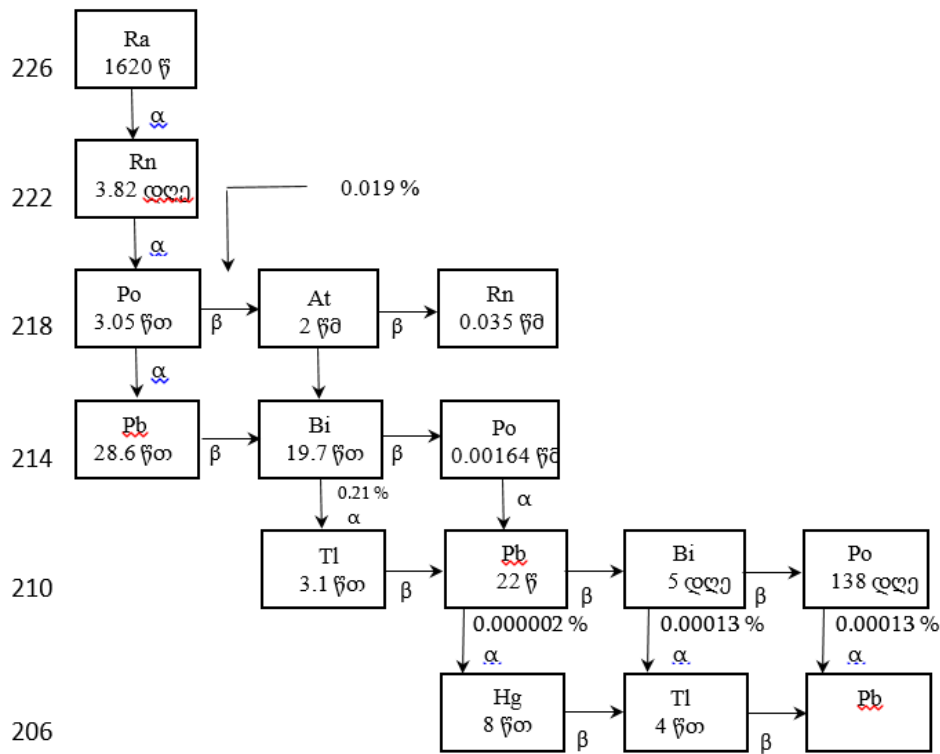 Ra
226
1620 წ
α
Rn
222
3.82 დღე
0.019 %
α
Po
At
Rn
218
3.05 წთ
β
2 წმ
β
0.035 წმ
α
Pb
Bi
Po
214
28.6 წთ
β
19.7 წთ
β
0.00164 წმ
0.21 %
α
α
Tl
Pb
Bi
Po
210
3.1 წთ
β
22 წ
β
5 დღე
β
138 დღე
0.000002 %
0.00013 %
0.00013 %
α
α
α
Hg
Tl
Pb
206
8 წთ
β
4 წთ
β